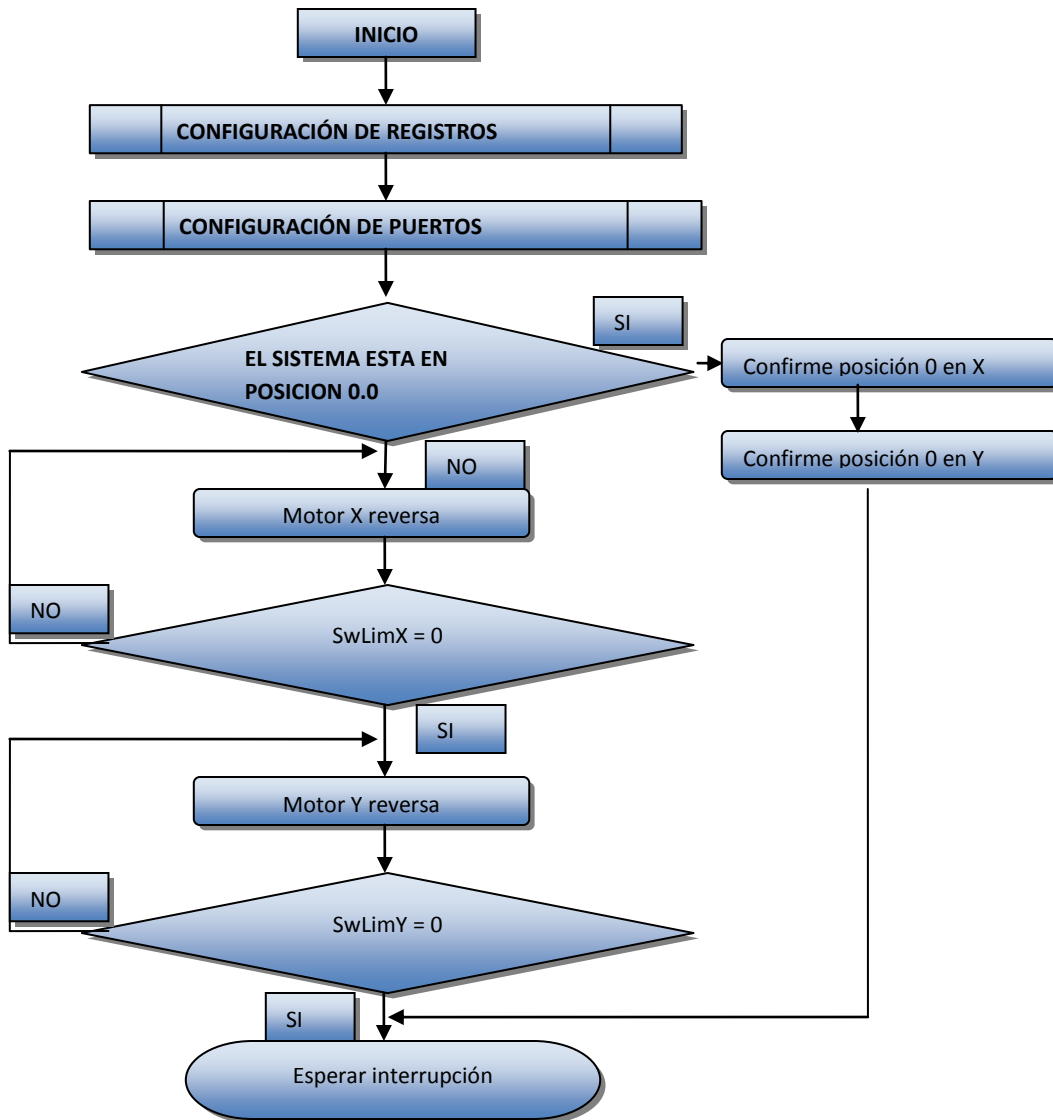 INICIO
CONFIGURACIÓN DE REGISTROS
CONFIGURACIÓN DE PUERTOS
SI
EL SISTEMA ESTA EN
POSICION 0.0
Confirme posición 0 en X
Confirme posición 0 en Y
NO
Motor X reversa
NO
SwLimX = 0
SI
Motor Y reversa
NO
SwLimY = 0
SI
Esperar interrupción